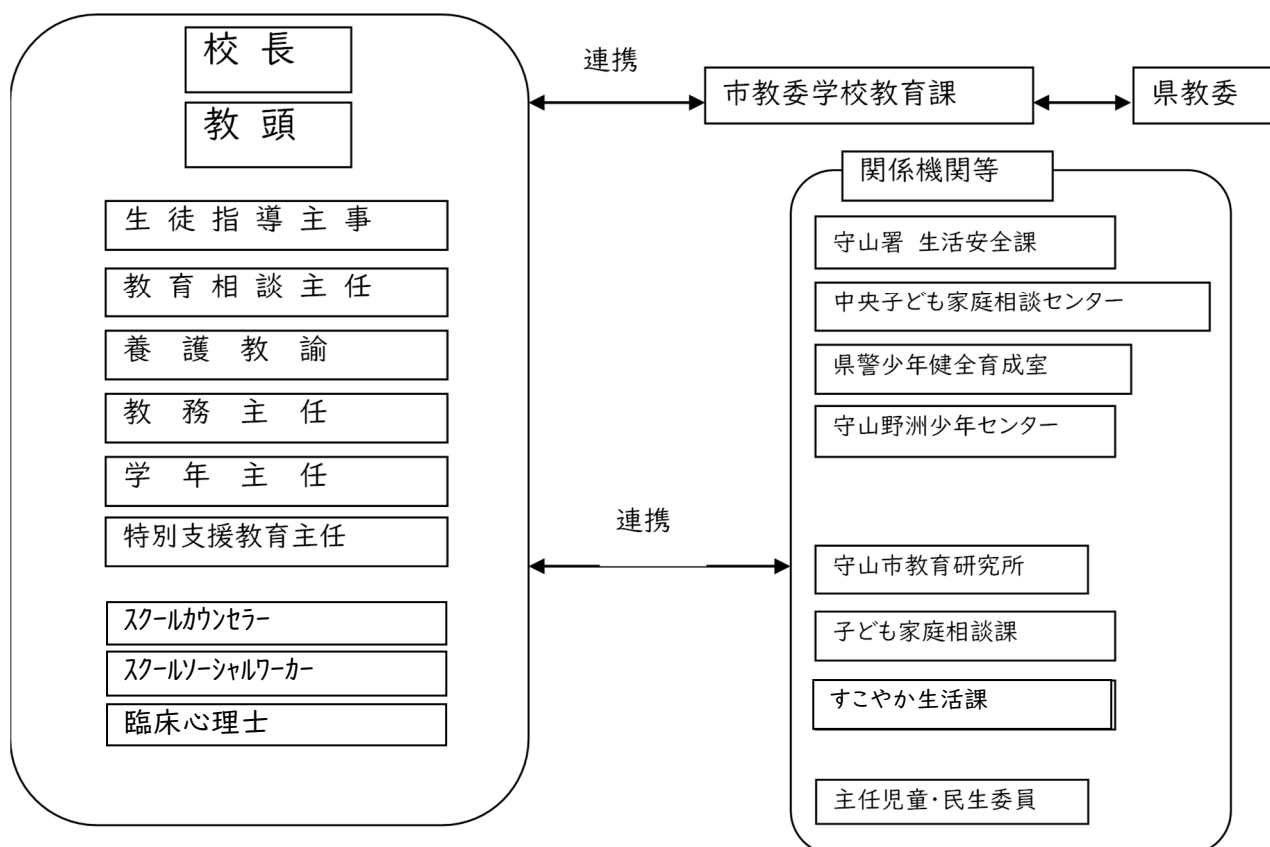 校長
教頭
生徒指導主事
教育相談主任
養護教諭
教務主任
学年主任
特別支援教育主任
スクールカウンセラー
スクールソーシャルワーカー
臨床心理士
連携
市教委学校教育課
県教委
連携
関係機関等
守山署 生活安全課
中央子ども家庭相談センター
県警少年健全育成室
守山野洲少年センター
守山市教育研究所
子ども家庭相談課
すこやか生活課
主任児童・民生委員